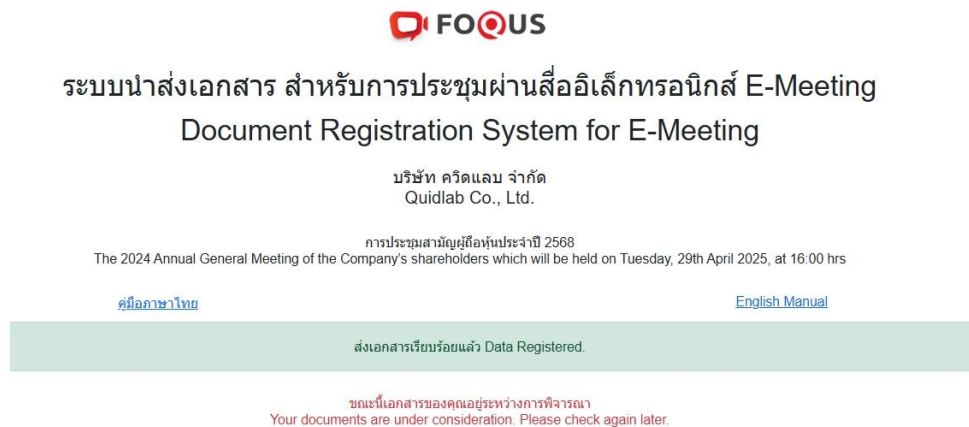 FOQUS
ระบบนำส่งเอกสาร สำหรับการประชุมผ่านสื่ออิเล็กทรอนิกส์ E-Meeting
Document Registration System for E-Meeting
บริษัท ควิดแลบ จำกัด
Quidlab Co., Ltd.
การประชุมสามัญผู้ถือหุ้นประจำปี 2568
The 2024 Annual General Meeting of the Company's shareholders which will be held on Tuesday, 29th April 2025, at 16:00 hrs
คู่มือภาษาไทย
English Manual
ส่งเอกสารเรียบร้อยแล้ว Data Registered.
ขณะนี้เอกสารของคุณอยู่ระหว่างการพิจารณา
Your documents are under consideration. Please check again later.